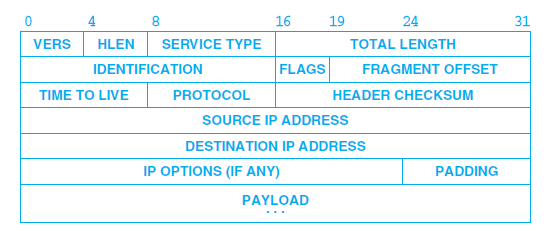 0 4 8 16 19 24 31
VERS HLEN SERVICE TYPE TOTAL LENGTH
IDENTIFICATION FLAGS FRAGMENT OFFSET
TIME TO LIVE PROTOCOL HEADER CHECKSUM
SOURCE IP ADDRESS
DESTINATION IP ADDRESS
IP OPTIONS (IF ANY) PADDING
PAYLOAD
...